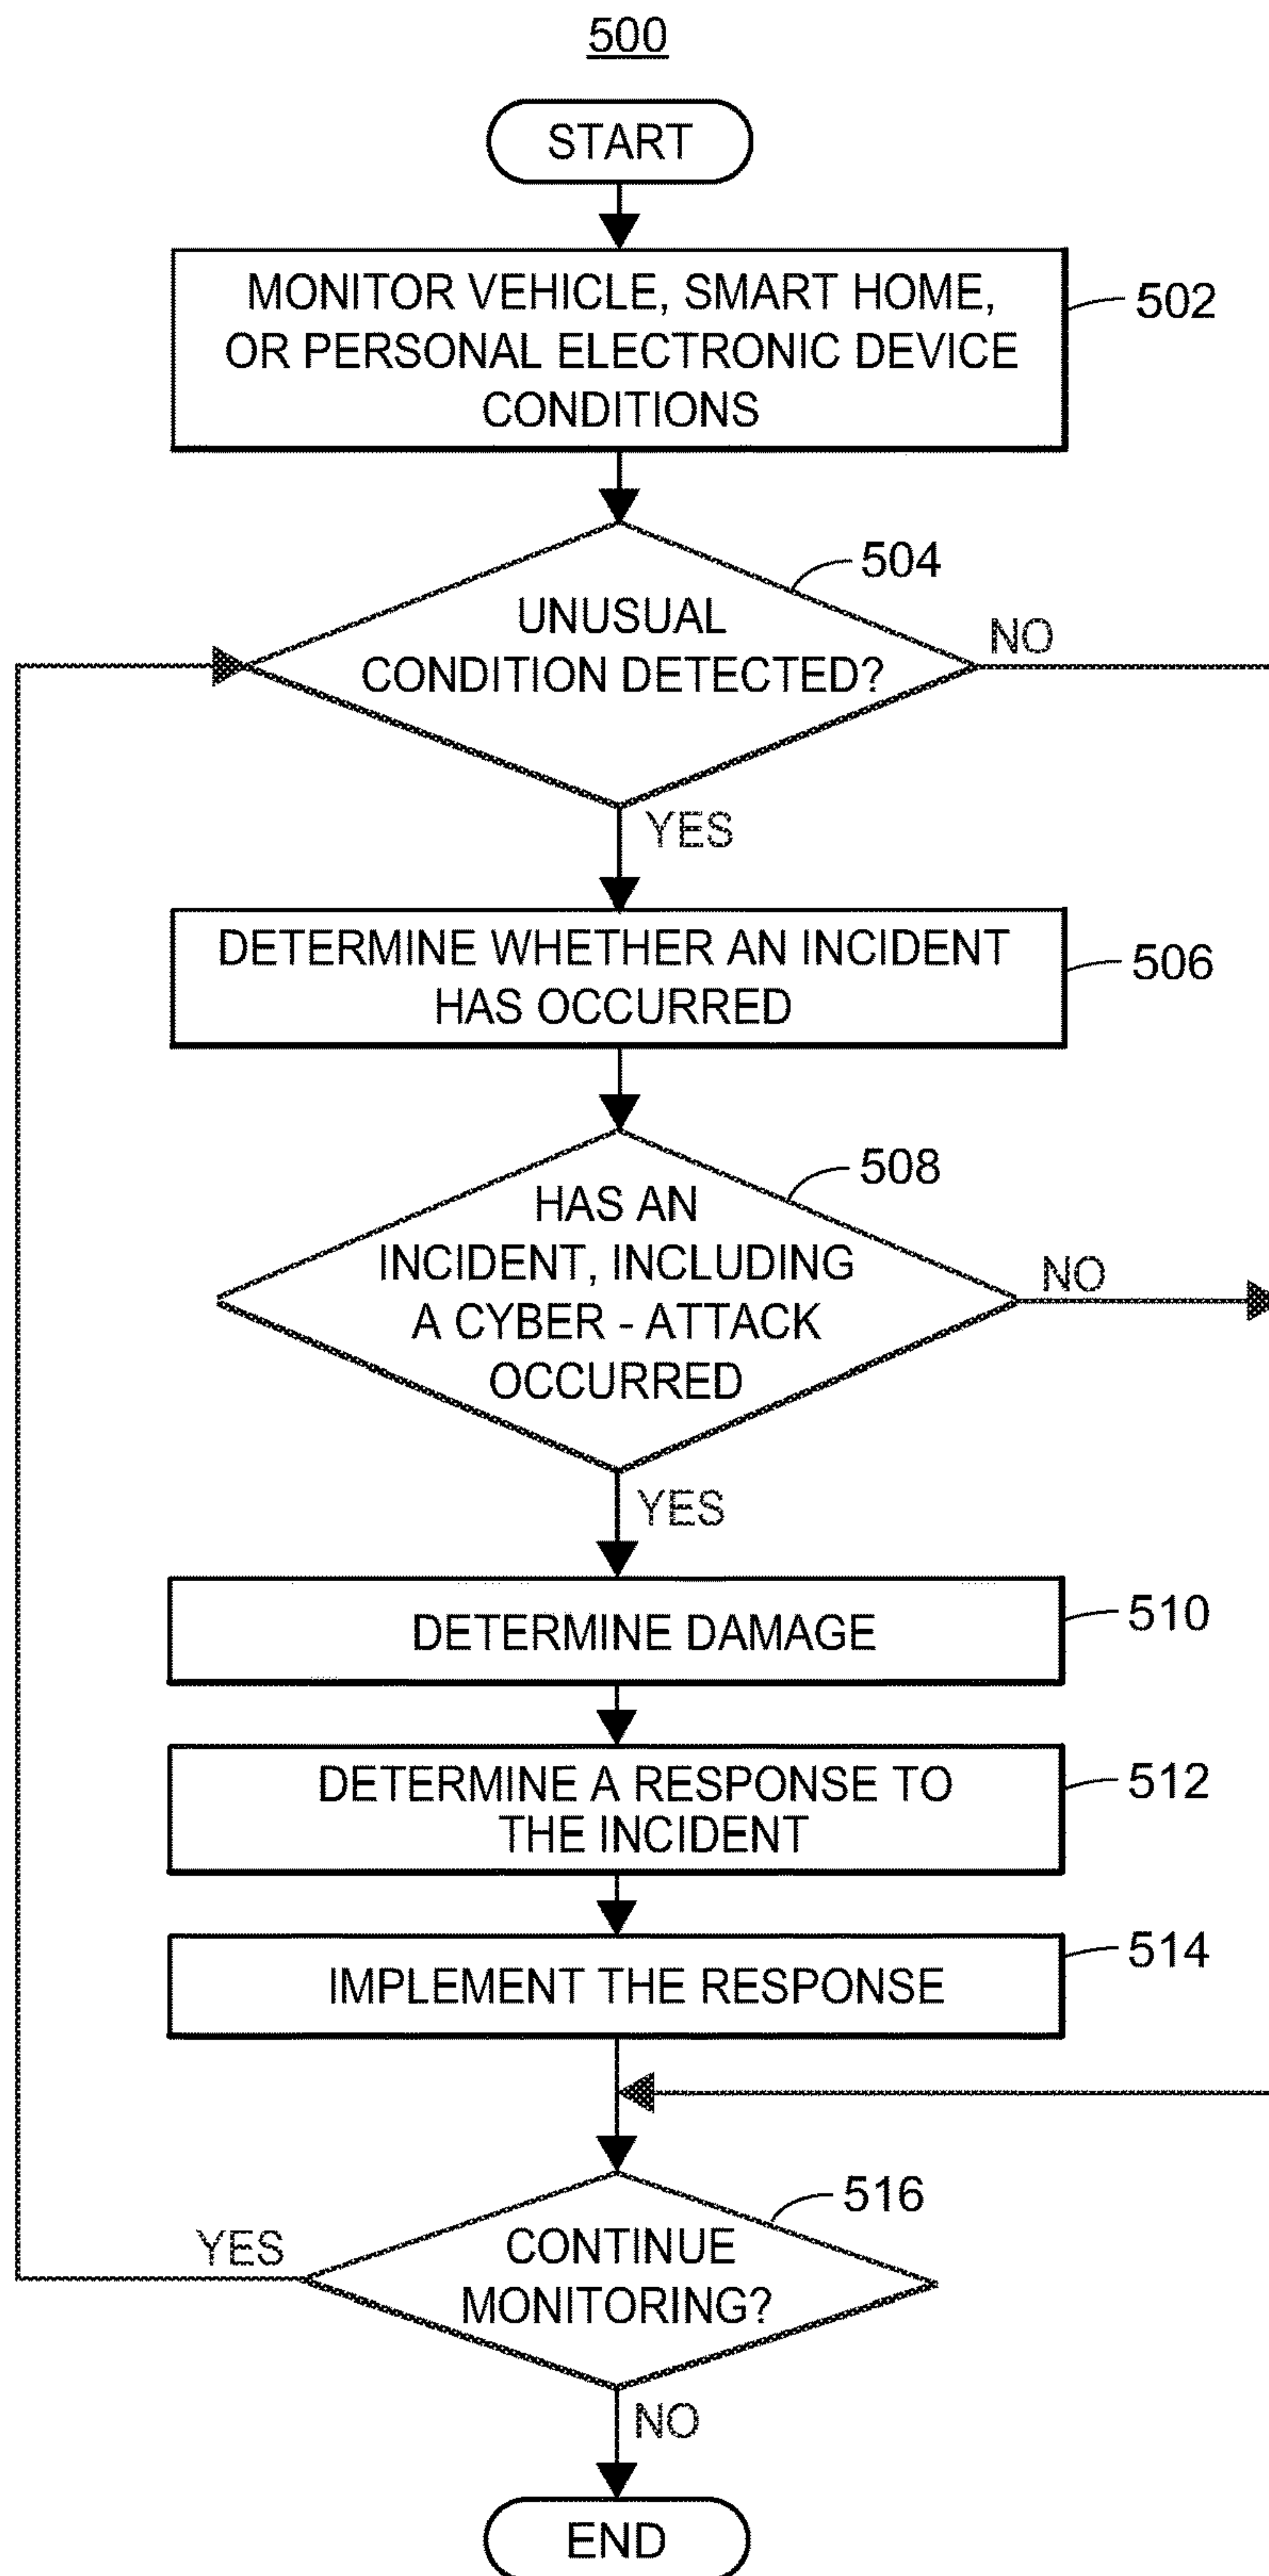 500
START
MONITOR VEHICLE, SMART HOME,
OR PERSONAL ELECTRONIC DEVICE
CONDITIONS
502
504
UNUSUAL
CONDITION DETECTED?
NO
YES
DETERMINE WHETHER AN INCIDENT
HAS OCCURRED
506
508
HAS AN
INCIDENT, INCLUDING
A CYBER - ATTACK
OCCURRED
NO
YES
DETERMINE DAMAGE
510
DETERMINE A RESPONSE TO
THE INCIDENT
512
IMPLEMENT THE RESPONSE
514
516
CONTINUE
MONITORING?
YES
NO
END